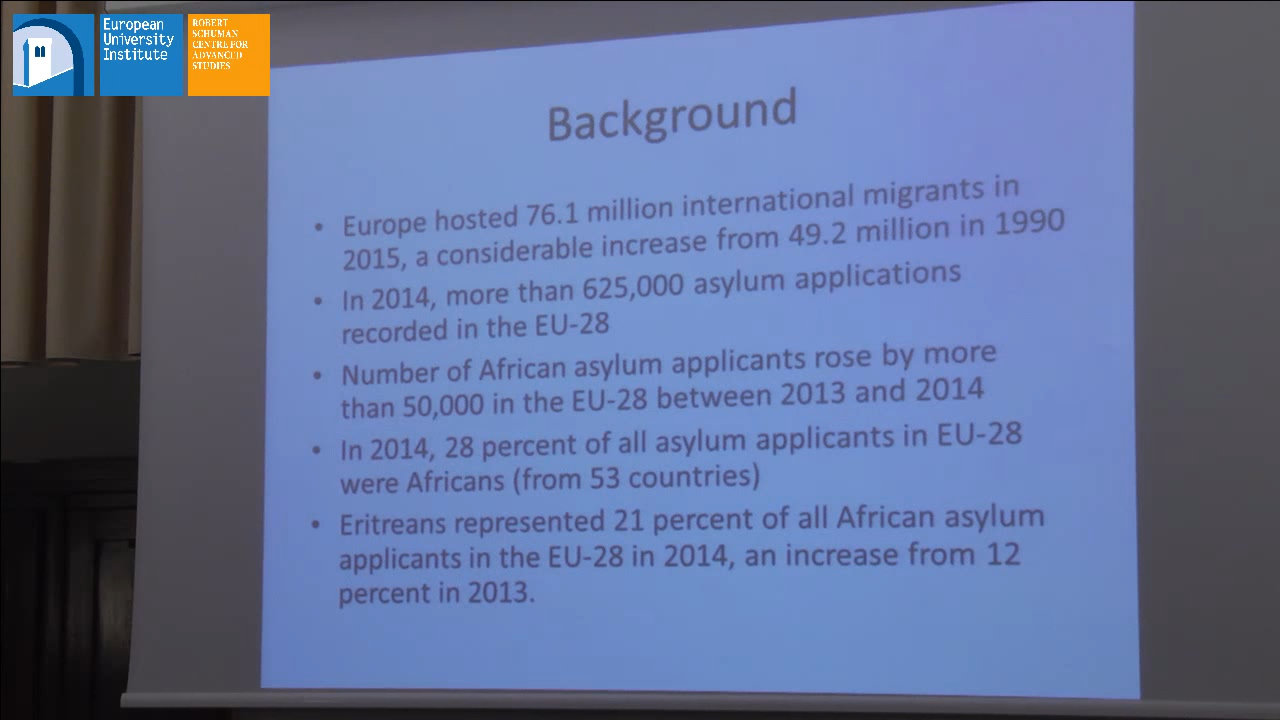 European
University
Institute
ROBERT
SCHUMAN
CENTRE FOR
ADVANCED
STUDIES
Background
• Europe hosted 76.1 million international migrants in
2015, a considerable increase from 49.2 million in 1990
• In 2014, more than 625,000 asylum applications
recorded in the EU-28
• Number of African asylum applicants rose by more
than 50,000 in the EU-28 between 2013 and 2014
• In 2014, 28 percent of all asylum applicants in EU-28
were Africans (from 53 countries)
• Eritreans represented 21 percent of all African asylum
applicants in the EU-28 in 2014, an increase from 12
percent in 2013.